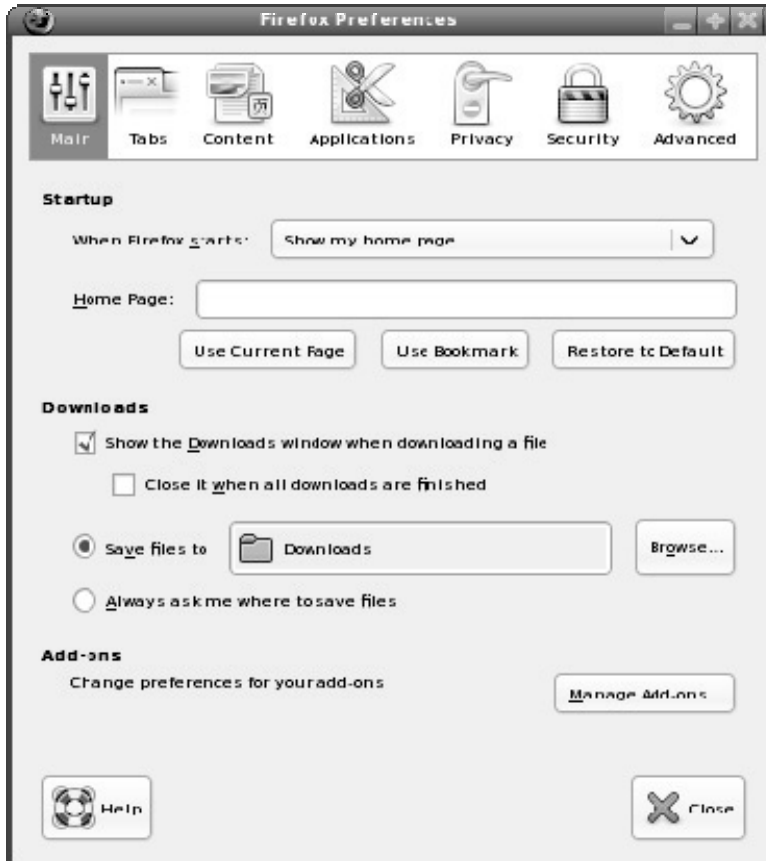 Firefox Preferences
Main Tabs Content Applications Privacy Security Advanced
Startup
When Firefox starts: Show my home page
Home Page:
Use Current Page Use Bookmark Restore to Default
Downloads
Show the Downloads window when downloading a file
Close it when all downloads are finished
Save files to Downloads Browse...
Always ask me where to save files
Add-ons
Change preferences for your add-ons
Manage Add-ons...
Help Close